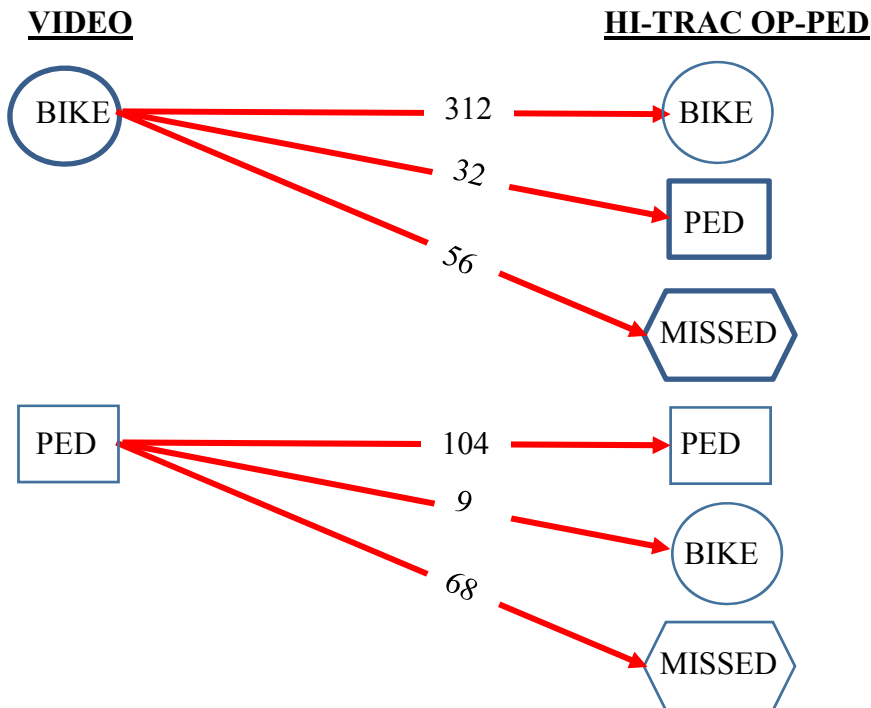 VIDEO HI-TRAC OP-PED
BIKE 312 BIKE
32 PED
56 MISSED
PED 104 PED
9 BIKE
68 MISSED